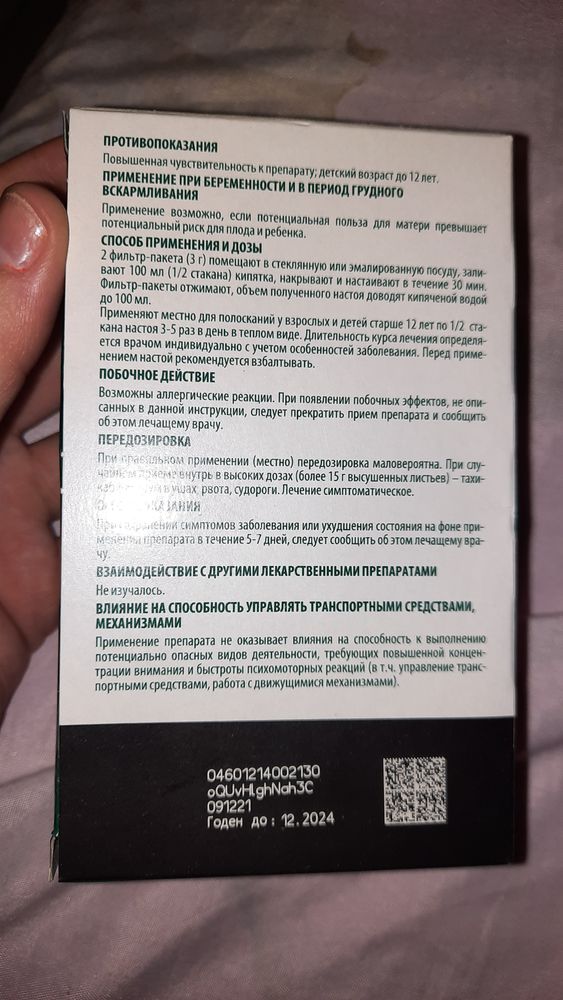 ПРОТИВОПОКАЗАНИЯ
Повышенная чувствительность к препарату; детский возраст до 12 лет.
ПРИМЕНЕНИЕ ПРИ БЕРЕМЕННОСТИ И В ПЕРИОД ГРУДНОГО
ВСКАРМЛИВАНИЯ
Применение возможно, если потенциальная польза для матери превышает
потенциальный риск для плода и ребенка.
СПОСОБ ПРИМЕНЕНИЯ И ДОЗЫ
2 фильтр-пакета (3 г) помещают в стеклянную или эмалированную посуду, зали-
вают 100 мл (1/2 стакана) кипятка, накрывают и настаивают в течение 30 мин.
Фильтр-пакеты отжимают, объем полученного настоя доводят кипяченой водой
до 100 мл.
Применяют местно для полосканий у взрослых и детей старше 12 лет по 1/2 ста-
кана настоя 3-5 раз в день в теплом виде. Длительность курса лечения определя-
ется врачом индивидуально с учетом особенностей заболевания. Перед приме-
нением настой рекомендуется взбалтывать.
ПОБОЧНОЕ ДЕЙСТВИЕ
Возможны аллергические реакции. При появлении побочных эффектов, не опи-
санных в данной инструкции, следует прекратить прием препарата и сообщить
об этом лечащему врачу.
ПЕРЕДОЗИРОВКА
При правильном применении (местно) передозировка маловероятна. При слу-
чайном приеме внутрь в высоких дозах (более 15 г высушенных листьев) – тахи-
в ушах, рвота, судороги. Лечение симптоматическое.
При сохранении симптомов заболевания или ухудшения состояния на фоне при-
менения препарата в течение 5-7 дней, следует сообщить об этом лечащему вра-
чу.
ВЗАИМОДЕЙСТВИЕ С ДРУГИМИ ЛЕКАРСТВЕННЫМИ ПРЕПАРАТАМИ
Не изучалось.
ВЛИЯНИЕ НА СПОСОБНОСТЬ УПРАВЛЯТЬ ТРАНСПОРТНЫМИ СРЕДСТВАМИ,
МЕХАНИЗМАМИ
Применение препарата не оказывает влияния на способность к выполнению
потенциально опасных видов деятельности, требующих повышенной концен-
трации внимания и быстроты психомоторных реакций (в т.ч. управление транс-
портными средствами, работа с движущимися механизмами).
04601214002130
oQUvHlghNah3C
091221
Годен до: 12.2024